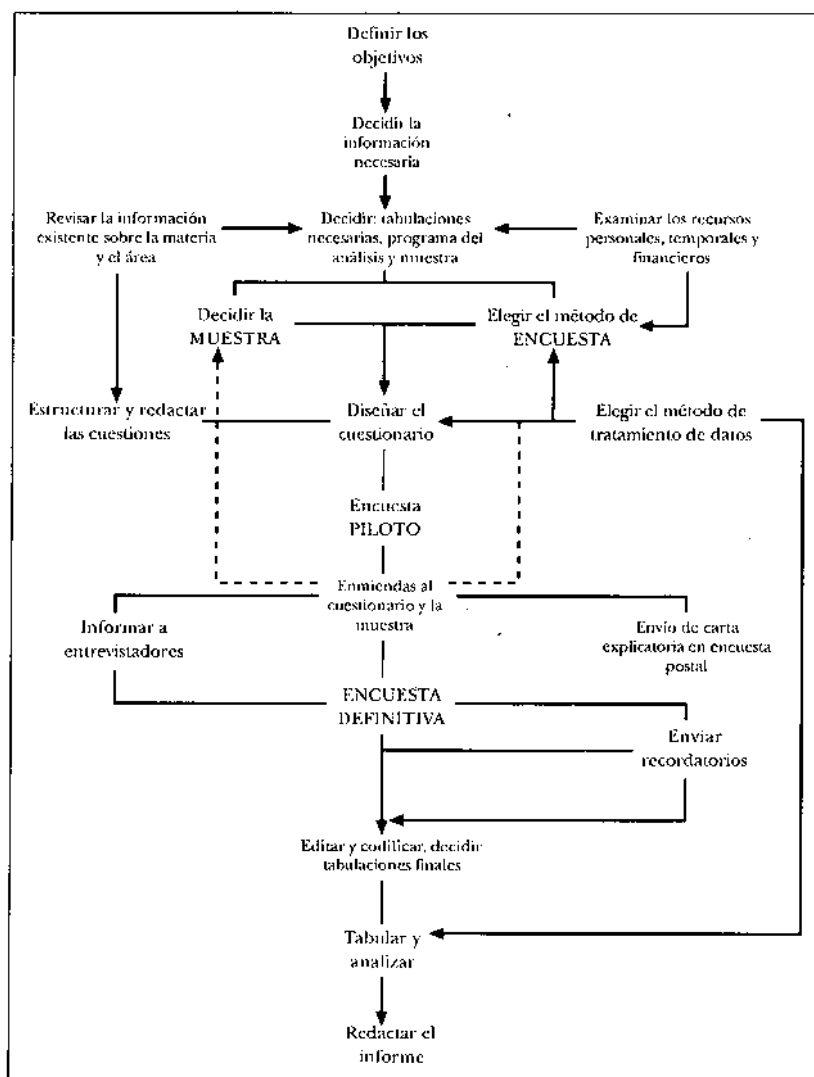 Definir los
objetivos
Decidir la
información
necesaria
Revisar la información
existente sobre la materia
y el área
Decidir: tabulaciones
necesarias, programa del
análisis y muestra
Examinar los recursos
personales, temporales y
financieros
Decidir la
MUESTRA
Elegir el método de
ENCUESTA
Estructurar y redactar
las cuestiones
Diseñar el
cuestionario
Elegir el método de
tratamiento de datos
Encuesta
PILOTO
Enmiendas al
cuestionario y la
muestra
Informar a
entrevistadores
Envío de carta
explicatoria en encuesta
postal
ENCUESTA
DEFINITIVA
Enviar
recordatorios
Editar y codificar, decidir
tabulaciones finales
Tabular y
analizar
Redactar el
informe